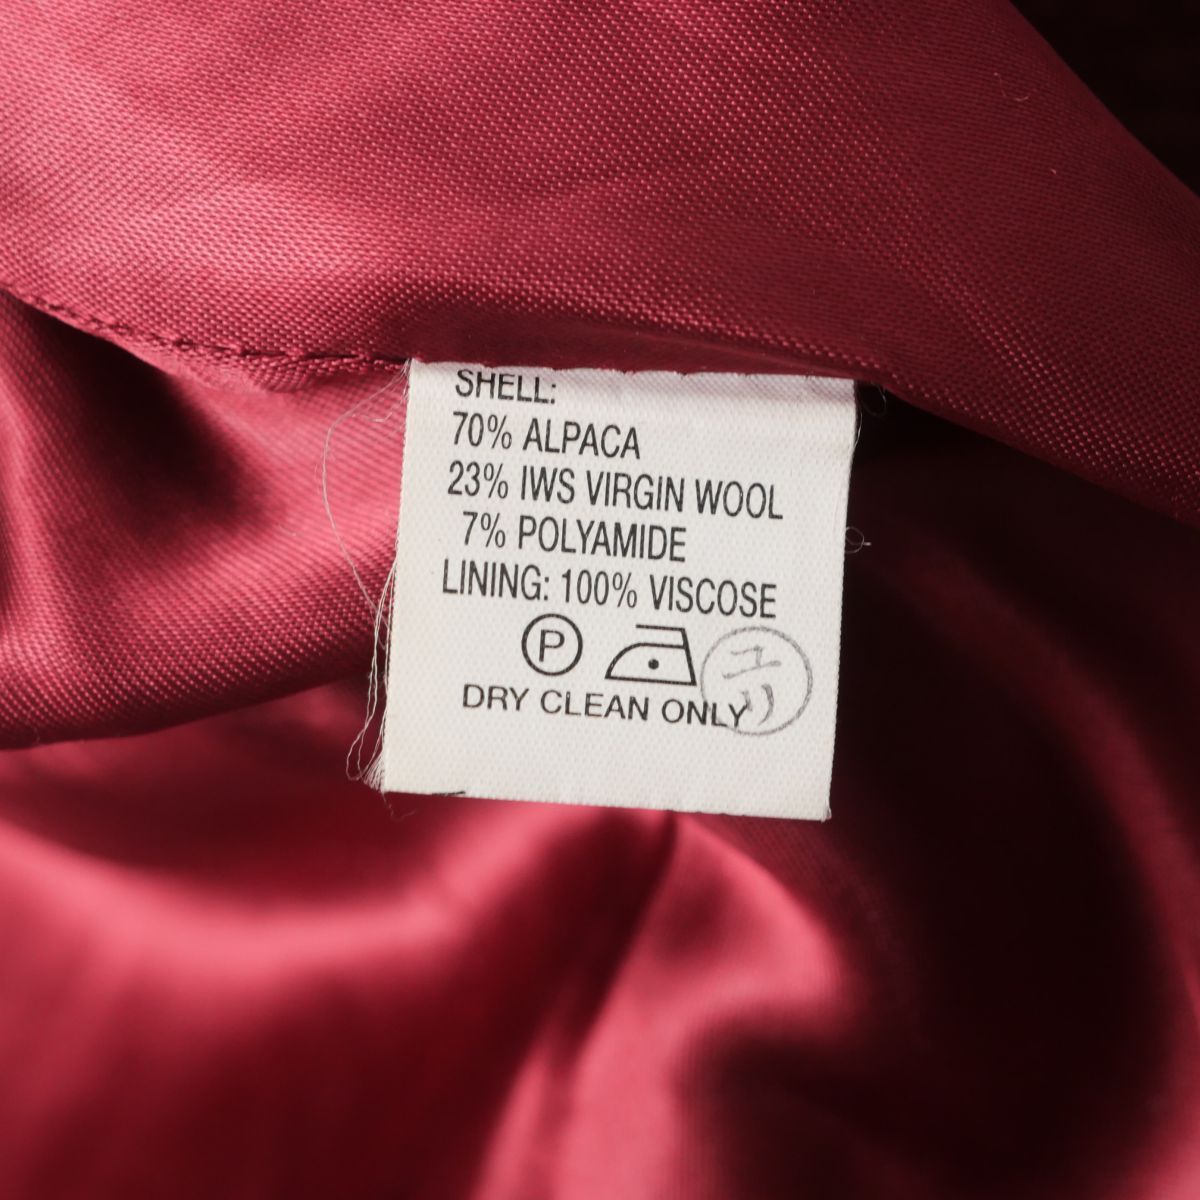 SHELL:
70% ALPACA
23% IWS VIRGIN WOOL
7% POLYAMIDE
LINING: 100% VISCOSE
P
DRY CLEAN ONLY
ユ
リ